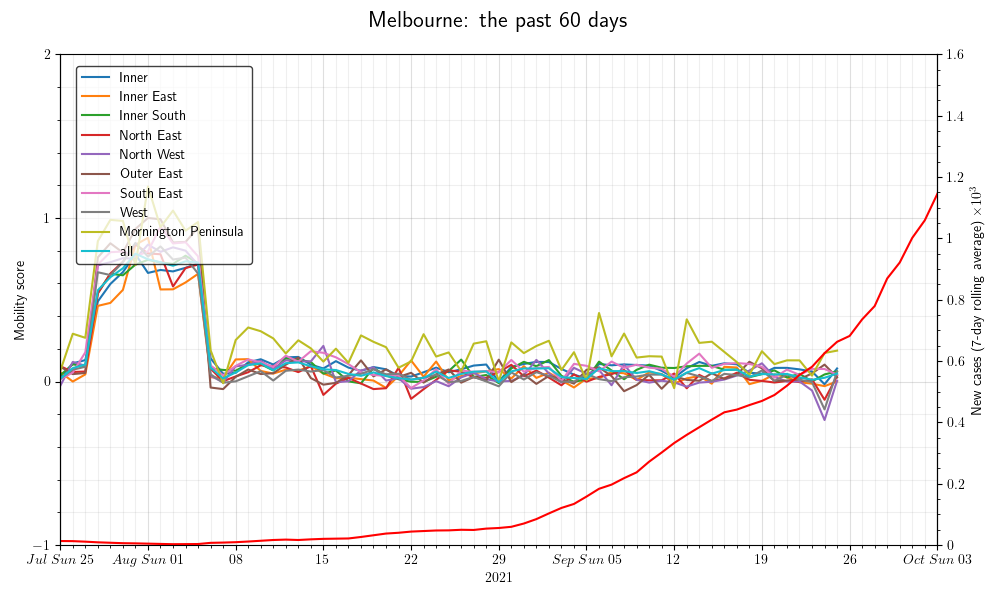 Melbourne: the past 60 days
2
1
0
−1
Mobility score
Inner
Inner East
Inner South
North East
North West
Outer East
South East
West
Mornington Peninsula
all
1.6
1.4
1.2
1
0.8
0.6
0.4
0.2
0
New cases (7-day rolling average) ×10³
Jul Sun 25
Aug Sun 01
08
15
22
29
Sep Sun 05
12
19
26
Oct Sun 03
2021